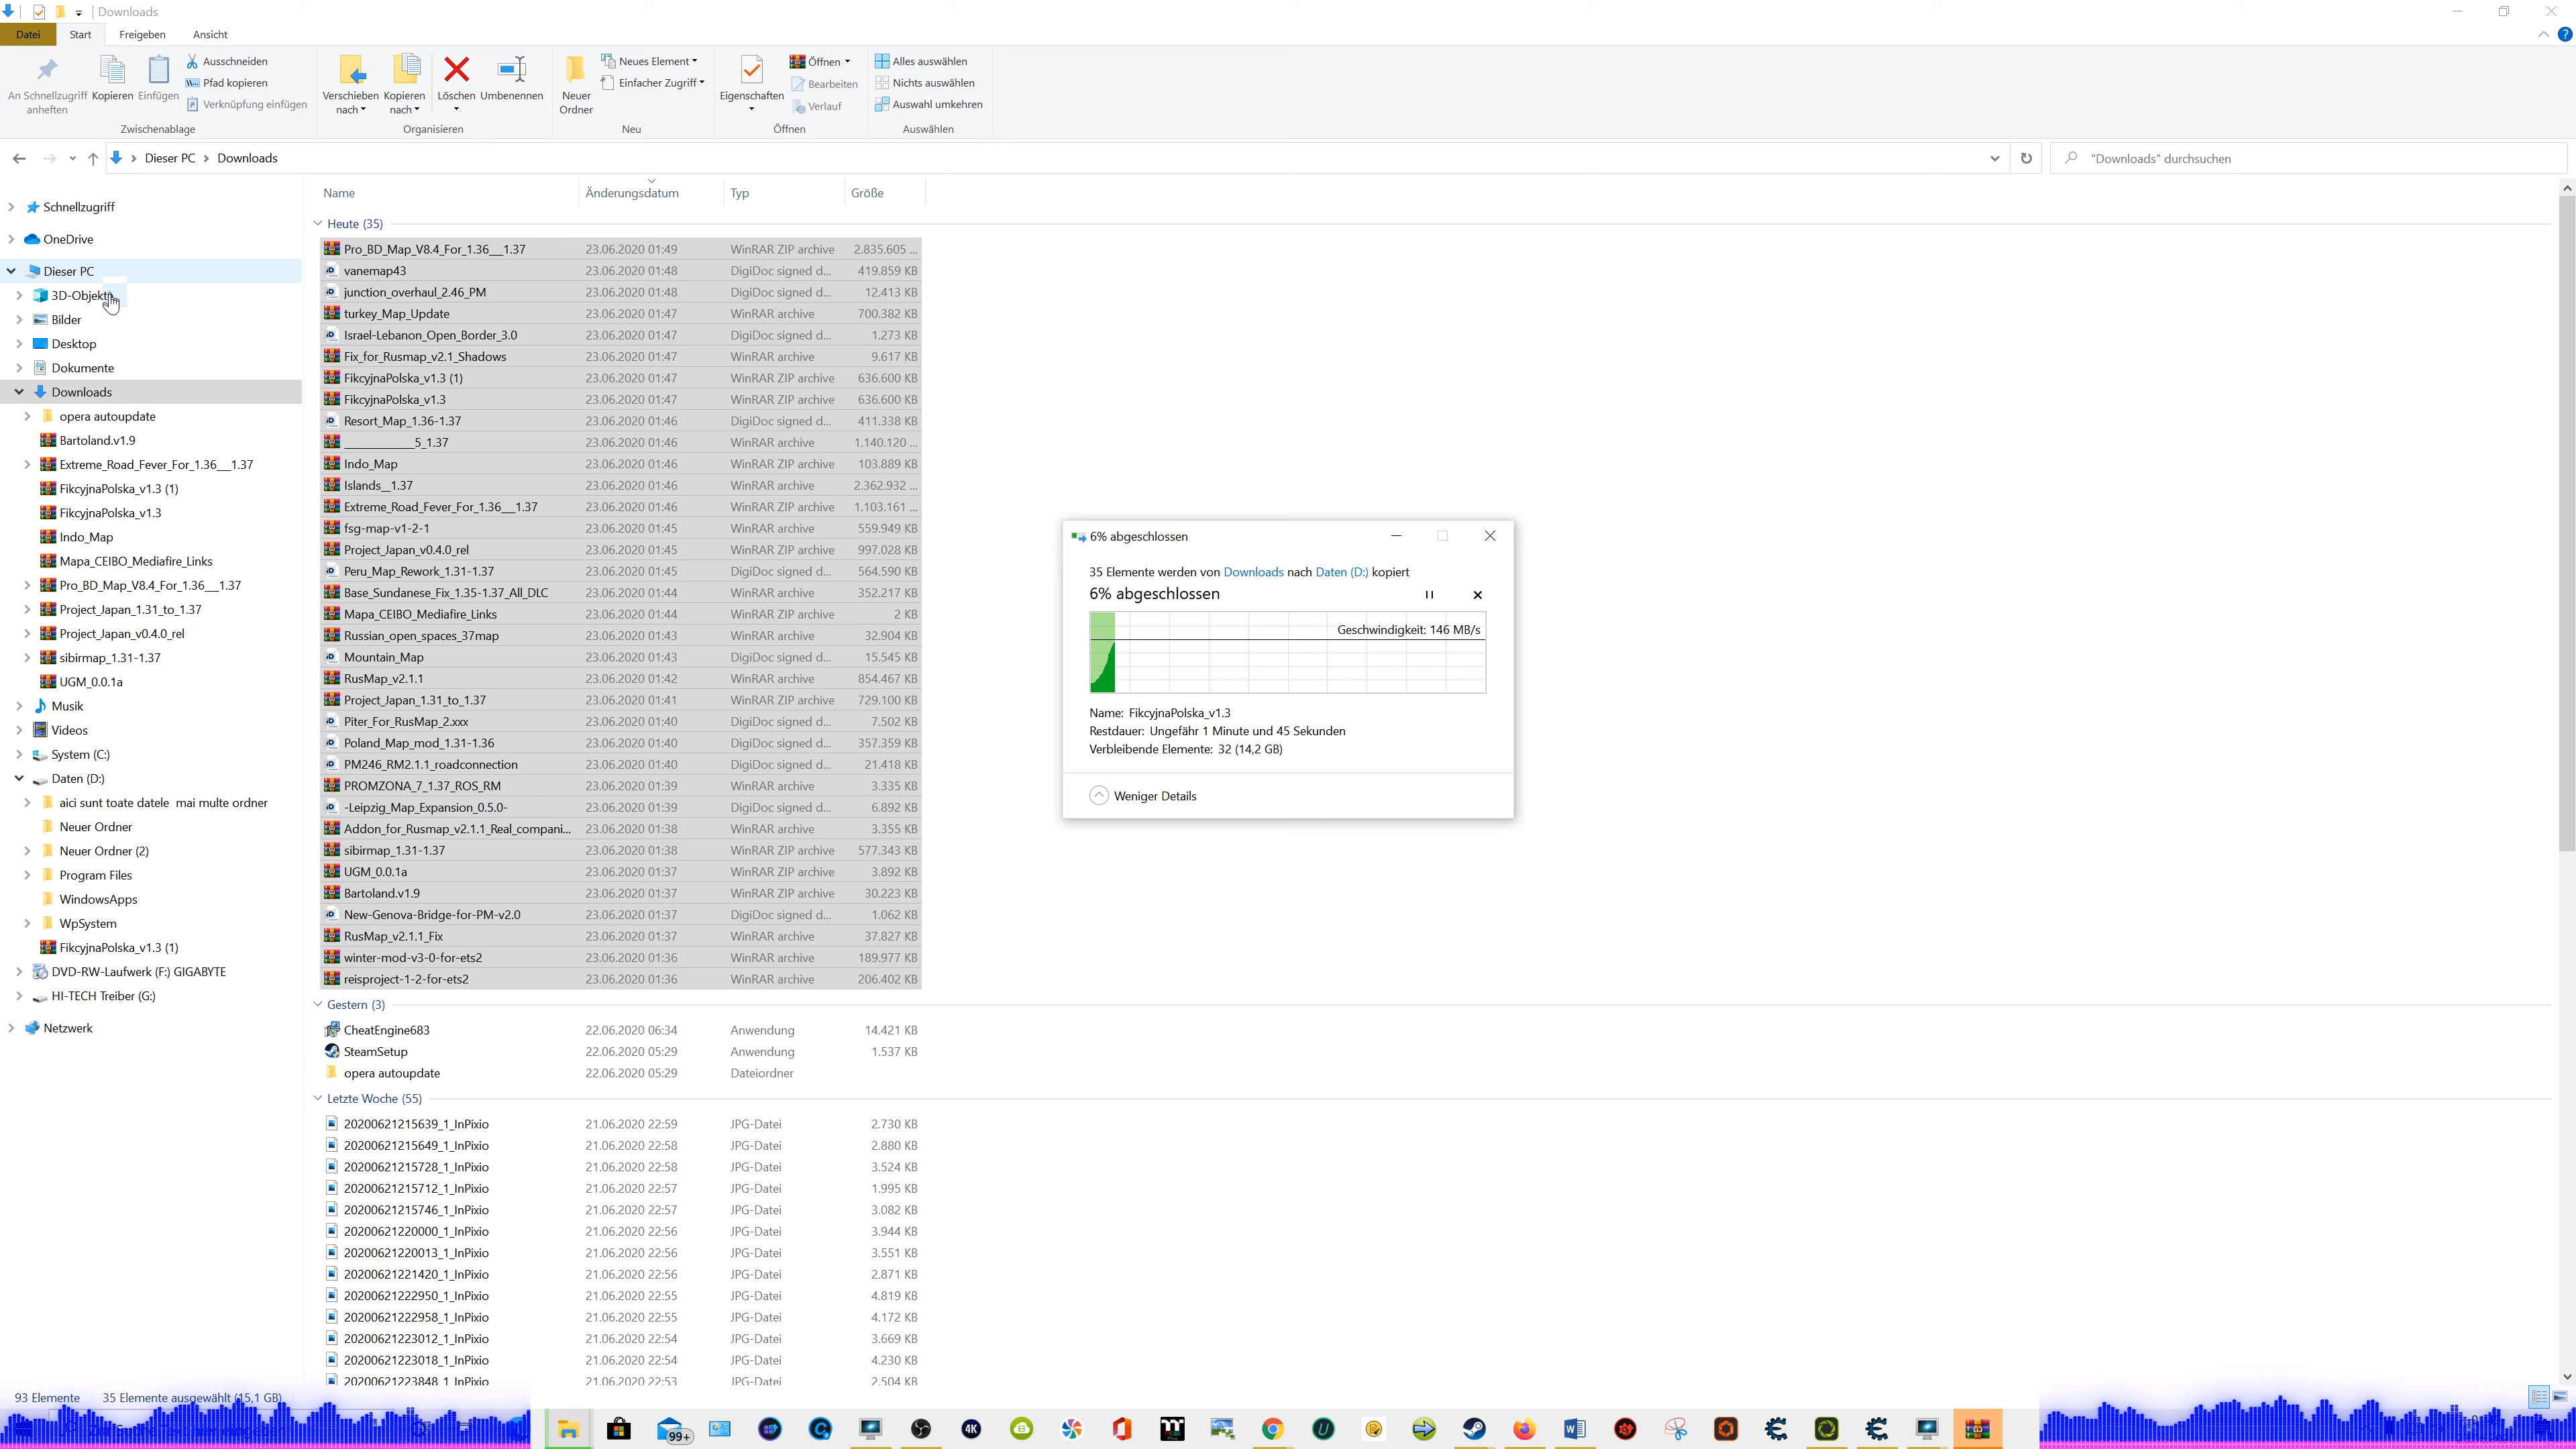 Downloads
Datei Start Freigeben Ansicht
An Schnellzugriff anheften
Kopieren
Einfügen
Ausschneiden
Pfad kopieren
Verknüpfung einfügen
Zwischenablage
Verschieben nach
Kopieren nach
Löschen
Umbenennen
Organisieren
Neuer Ordner
Neues Element
Einfacher Zugriff
Neu
Eigenschaften
Öffnen
Bearbeiten
Verlauf
Öffnen
Alles auswählen
Nichts auswählen
Auswahl umkehren
Auswählen
Dieser PC Downloads
"Downloads" durchsuchen
Schnellzugriff
OneDrive
Dieser PC
3D-Objekte
Bilder
Desktop
Dokumente
Downloads
opera autoupdate
Bartoland.v1.9
Extreme_Road_Fever_For_1.36__1.37
FikcyjnaPolska_v1.3 (1)
FikcyjnaPolska_v1.3
Indo_Map
Mapa_CEIBO_Mediafire_Links
Pro_BD_Map_V8.4_For_1.36__1.37
Project_Japan_1.31_to_1.37
Project_Japan_v0.4.0_rel
sibirmap_1.31-1.37
UGM_0.0.1a
Musik
Videos
System (C:)
Daten (D:)
aici sunt toate datele mai multe ordner
Neuer Ordner
Neuer Ordner (2)
Program Files
WindowsApps
WpSystem
FikcyjnaPolska_v1.3 (1)
DVD-RW-Laufwerk (F:) GIGABYTE
HI-TECH Treiber (G:)
Netzwerk
Name Änderungsdatum Typ Größe
Heute (35)
Pro_BD_Map_V8.4_For_1.36__1.37 23.06.2020 01:49 WinRAR ZIP archive 2.835.605 ...
vanemap43 23.06.2020 01:48 DigiDoc signed d... 419.859 KB
junction_overhaul_2.46_PM 23.06.2020 01:48 DigiDoc signed d... 12.413 KB
turkey_Map_Update 23.06.2020 01:47 WinRAR archive 700.382 KB
Israel-Lebanon_Open_Border_3.0 23.06.2020 01:47 DigiDoc signed d... 1.273 KB
Fix_for_Rusmap_v2.1_Shadows 23.06.2020 01:47 WinRAR archive 9.617 KB
FikcyjnaPolska_v1.3 (1) 23.06.2020 01:47 WinRAR ZIP archive 636.600 KB
FikcyjnaPolska_v1.3 23.06.2020 01:47 WinRAR ZIP archive 636.600 KB
Resort_Map_1.36-1.37 23.06.2020 01:46 DigiDoc signed d... 411.338 KB
____________5_1.37 23.06.2020 01:46 WinRAR archive 1.140.120 ...
Indo_Map 23.06.2020 01:46 WinRAR ZIP archive 103.889 KB
Islands__1.37 23.06.2020 01:46 WinRAR archive 2.362.932 ...
Extreme_Road_Fever_For_1.36__1.37 23.06.2020 01:46 WinRAR ZIP archive 1.103.161 ...
fsg-map-v1-2-1 23.06.2020 01:45 WinRAR archive 559.949 KB
Project_Japan_v0.4.0_rel 23.06.2020 01:45 WinRAR ZIP archive 997.028 KB
Peru_Map_Rework_1.31-1.37 23.06.2020 01:45 DigiDoc signed d... 564.590 KB
Base_Sundanese_Fix_1.35-1.37_All_DLC 23.06.2020 01:44 WinRAR archive 352.217 KB
Mapa_CEIBO_Mediafire_Links 23.06.2020 01:44 WinRAR ZIP archive 2 KB
Russian_open_spaces_37map 23.06.2020 01:43 WinRAR archive 32.904 KB
Mountain_Map 23.06.2020 01:43 DigiDoc signed d... 15.545 KB
RusMap_v2.1.1 23.06.2020 01:42 WinRAR archive 854.467 KB
Project_Japan_1.31_to_1.37 23.06.2020 01:41 WinRAR ZIP archive 729.100 KB
Piter_For_RusMap_2.xxx 23.06.2020 01:40 DigiDoc signed d... 7.502 KB
Poland_Map_mod_1.31-1.36 23.06.2020 01:40 DigiDoc signed d... 357.359 KB
PM246_RM2.1.1_roadconnection 23.06.2020 01:40 DigiDoc signed d... 21.418 KB
PROMZONA_7_1.37_ROS_RM 23.06.2020 01:39 WinRAR archive 3.335 KB
-Leipzig_Map_Expansion_0.5.0- 23.06.2020 01:39 DigiDoc signed d... 6.892 KB
Addon_for_Rusmap_v2.1.1_Real_compani... 23.06.2020 01:38 WinRAR archive 3.355 KB
sibirmap_1.31-1.37 23.06.2020 01:38 WinRAR ZIP archive 577.343 KB
UGM_0.0.1a 23.06.2020 01:37 WinRAR ZIP archive 3.892 KB
Bartoland.v1.9 23.06.2020 01:37 WinRAR ZIP archive 30.223 KB
New-Genova-Bridge-for-PM-v2.0 23.06.2020 01:37 DigiDoc signed d... 1.062 KB
RusMap_v2.1.1_Fix 23.06.2020 01:37 WinRAR archive 37.827 KB
winter-mod-v3-0-for-ets2 23.06.2020 01:36 WinRAR archive 189.977 KB
reisproject-1-2-for-ets2 23.06.2020 01:36 WinRAR archive 206.402 KB
Gestern (3)
CheatEngine683 22.06.2020 06:34 Anwendung 14.421 KB
SteamSetup 22.06.2020 05:29 Anwendung 1.537 KB
opera autoupdate 22.06.2020 05:29 Dateiordner
Letzte Woche (55)
20200621215639_1_InPixio 21.06.2020 22:59 JPG-Datei 2.730 KB
20200621215649_1_InPixio 21.06.2020 22:58 JPG-Datei 2.880 KB
20200621215728_1_InPixio 21.06.2020 22:58 JPG-Datei 3.524 KB
20200621215712_1_InPixio 21.06.2020 22:57 JPG-Datei 1.995 KB
20200621215746_1_InPixio 21.06.2020 22:57 JPG-Datei 3.082 KB
20200621220000_1_InPixio 21.06.2020 22:56 JPG-Datei 3.944 KB
20200621220013_1_InPixio 21.06.2020 22:56 JPG-Datei 3.551 KB
20200621221420_1_InPixio 21.06.2020 22:56 JPG-Datei 2.871 KB
20200621222950_1_InPixio 21.06.2020 22:55 JPG-Datei 4.819 KB
20200621222958_1_InPixio 21.06.2020 22:55 JPG-Datei 4.172 KB
20200621223012_1_InPixio 21.06.2020 22:54 JPG-Datei 3.669 KB
20200621223018_1_InPixio 21.06.2020 22:54 JPG-Datei 4.230 KB
20200621223848_1_InPixio 21.06.2020 22:53 JPG-Datei 2.504 KB
6% abgeschlossen
35 Elemente werden von Downloads nach Daten (D:) kopiert
6% abgeschlossen
Geschwindigkeit: 146 MB/s
Name: FikcyjnaPolska_v1.3
Restdauer: Ungefähr 1 Minute und 45 Sekunden
Verbleibende Elemente: 32 (14,2 GB)
Weniger Details
93 Elemente 35 Elemente ausgewählt (15,1 GB)
99+
4K